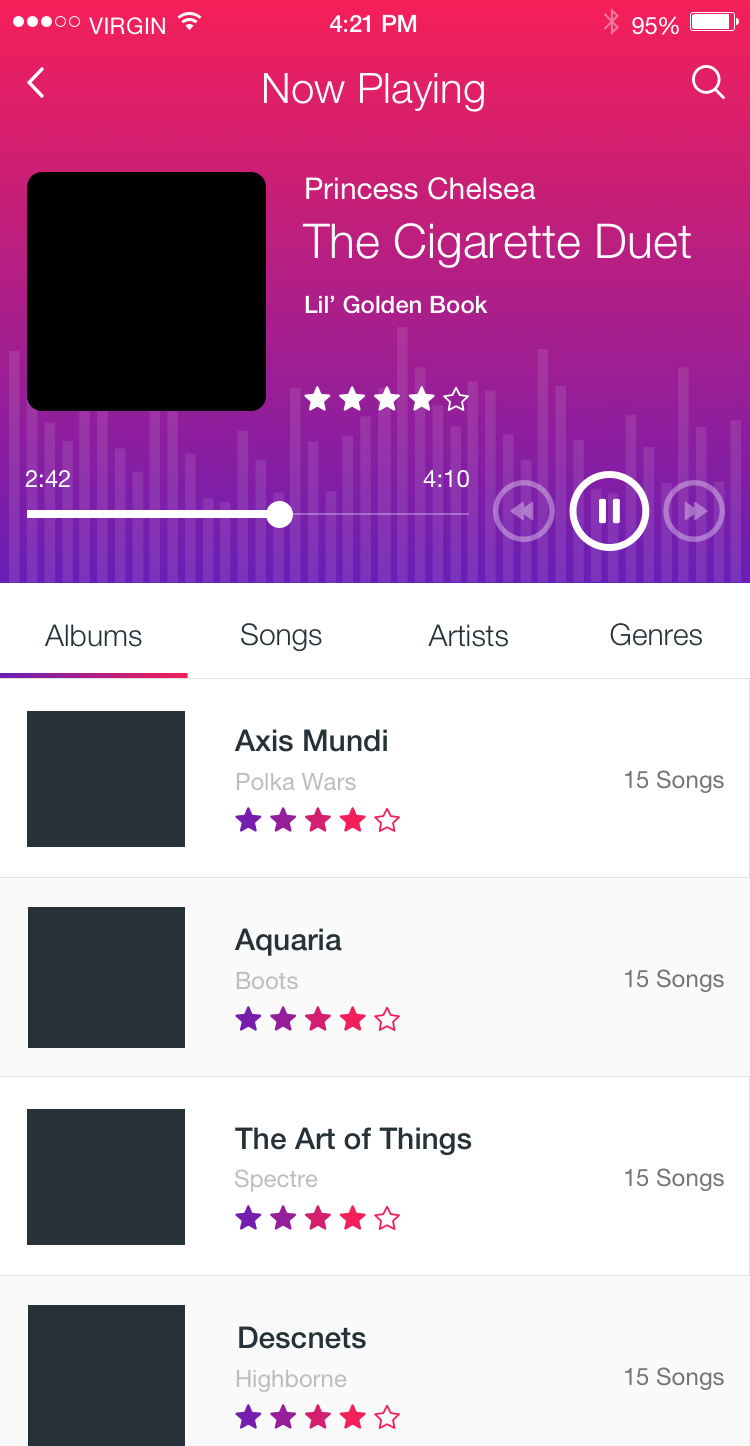 VIRGIN 4:21 PM 95%
Now Playing
Princess Chelsea
The Cigarette Duet
Lil’ Golden Book
2:42 4:10
Albums Songs Artists Genres
Axis Mundi
Polka Wars
15 Songs
Aquaria
Boots
15 Songs
The Art of Things
Spectre
15 Songs
Descnets
Highborne
15 Songs